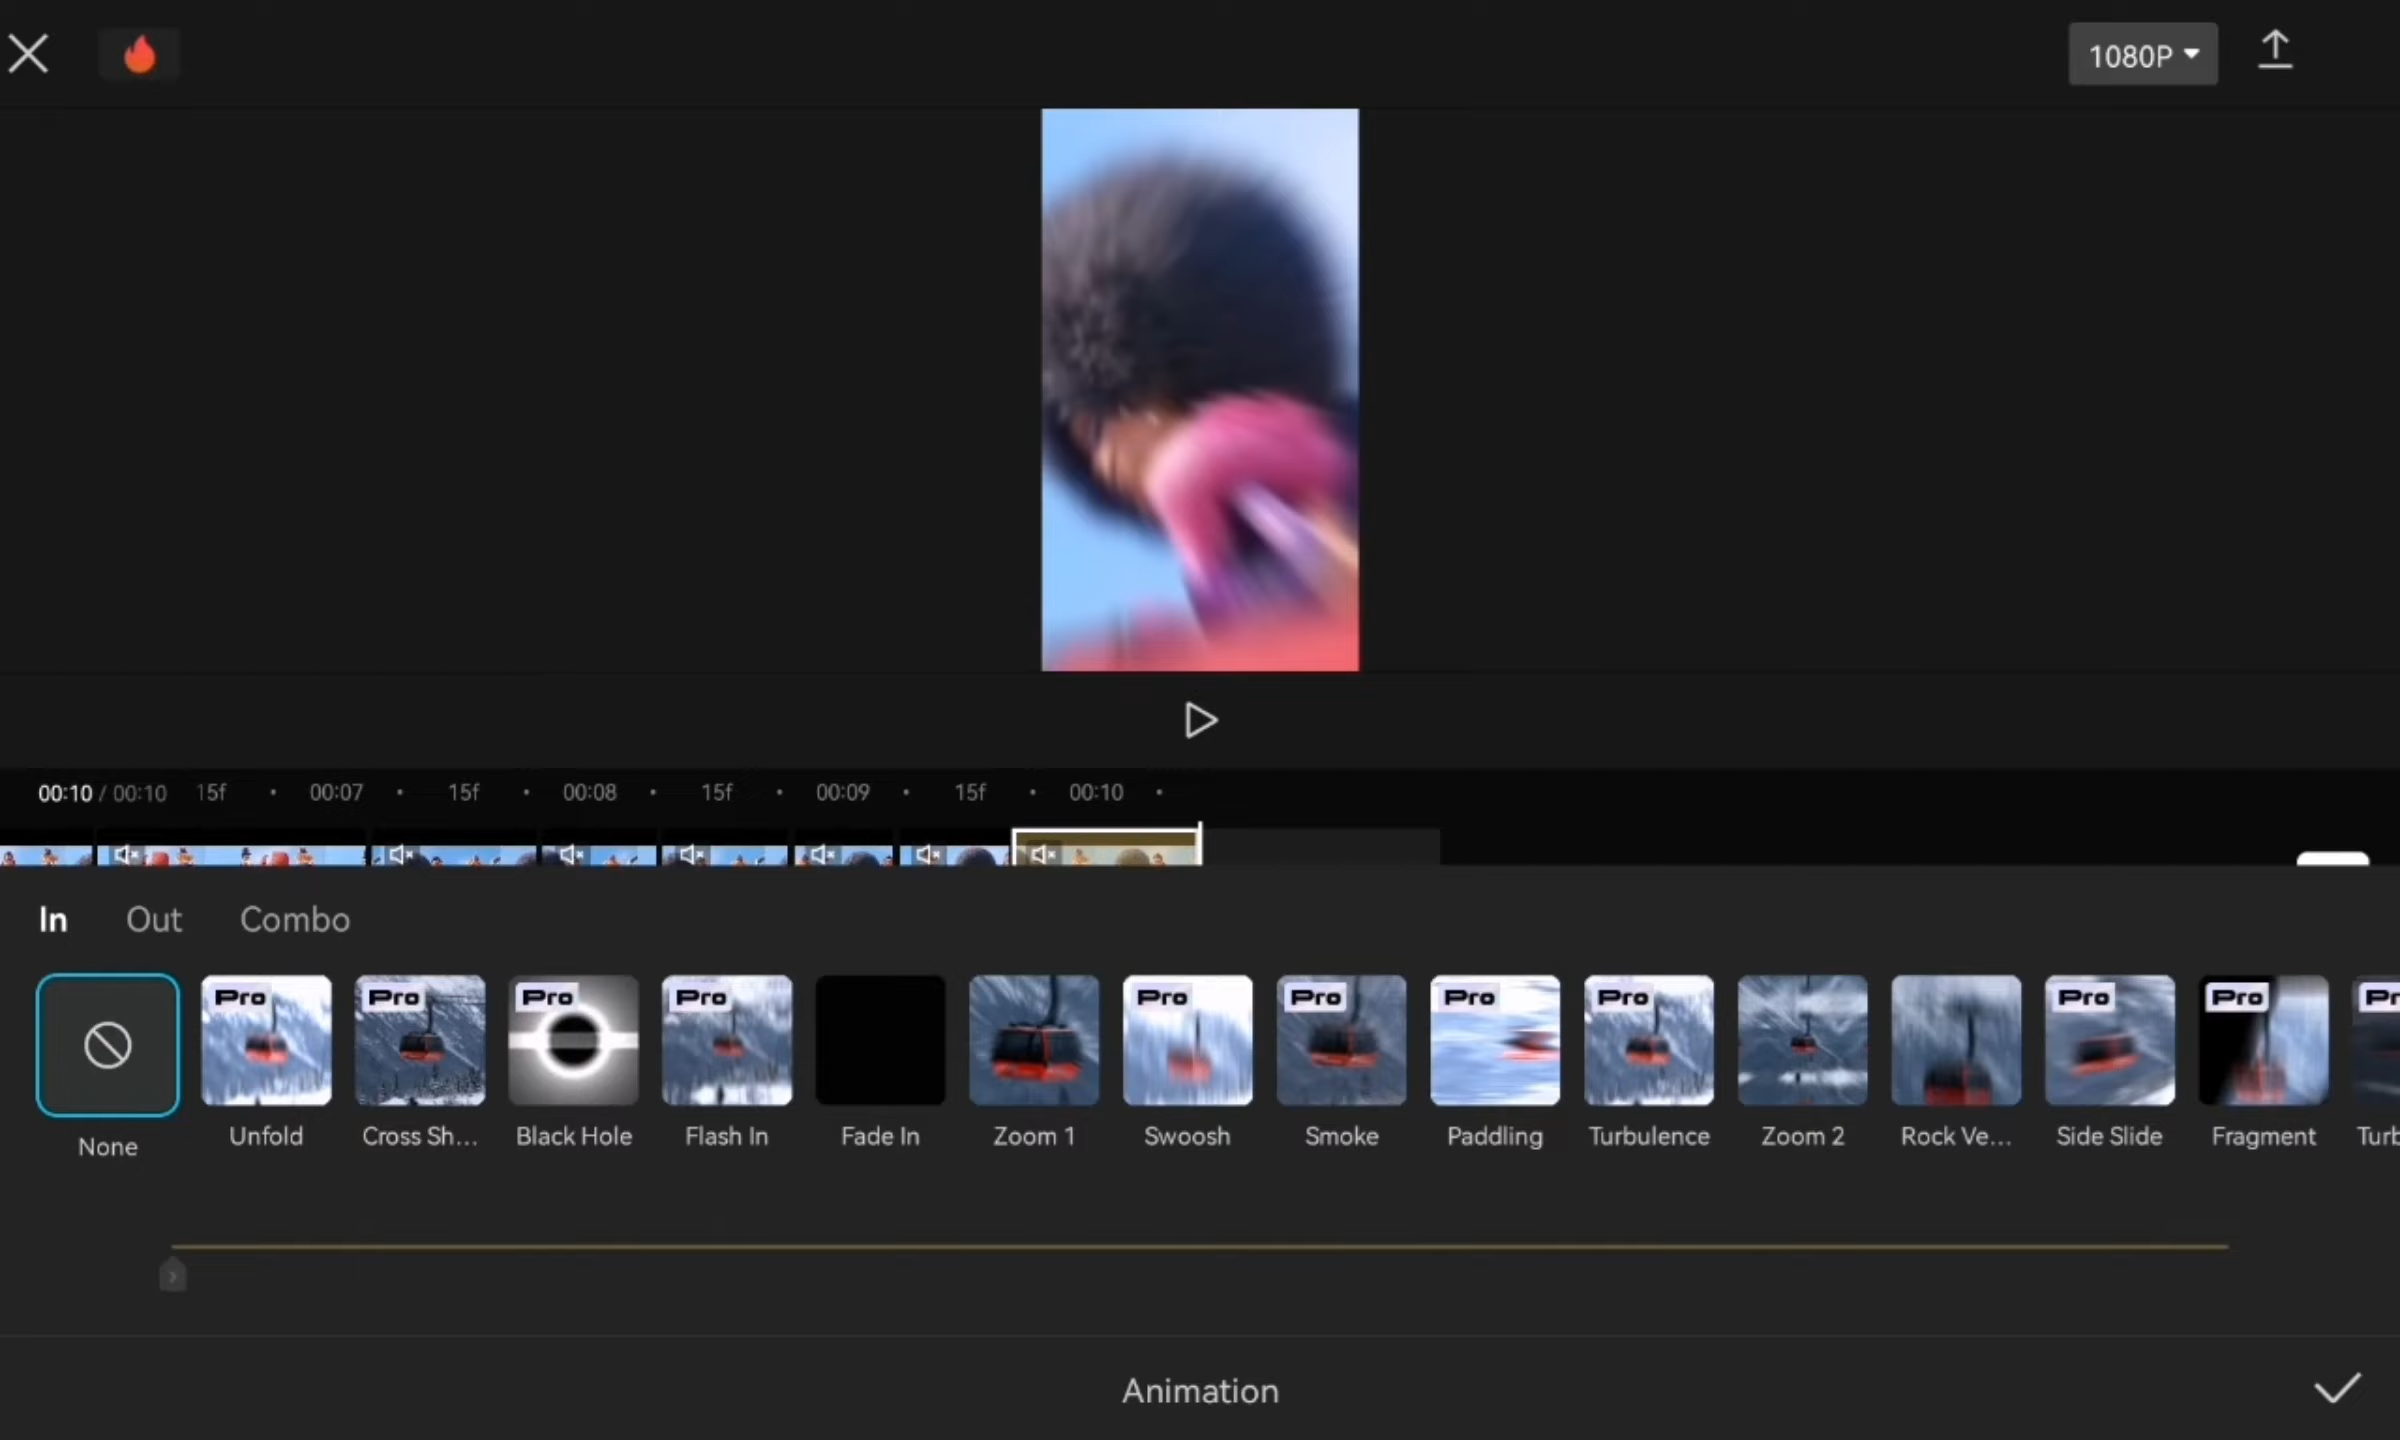 1080P
00:10 / 00:10 15f 00:07 15f 00:08 15f 00:09 15f 00:10
In Out Combo
Pro Pro Pro Pro Pro Pro Pro Pro Pro Pro
None Unfold Cross Sh... Black Hole Flash In Fade In Zoom 1 Swoosh Smoke Paddling Turbulence Zoom 2 Rock Ve... Side Slide Fragment
Animation